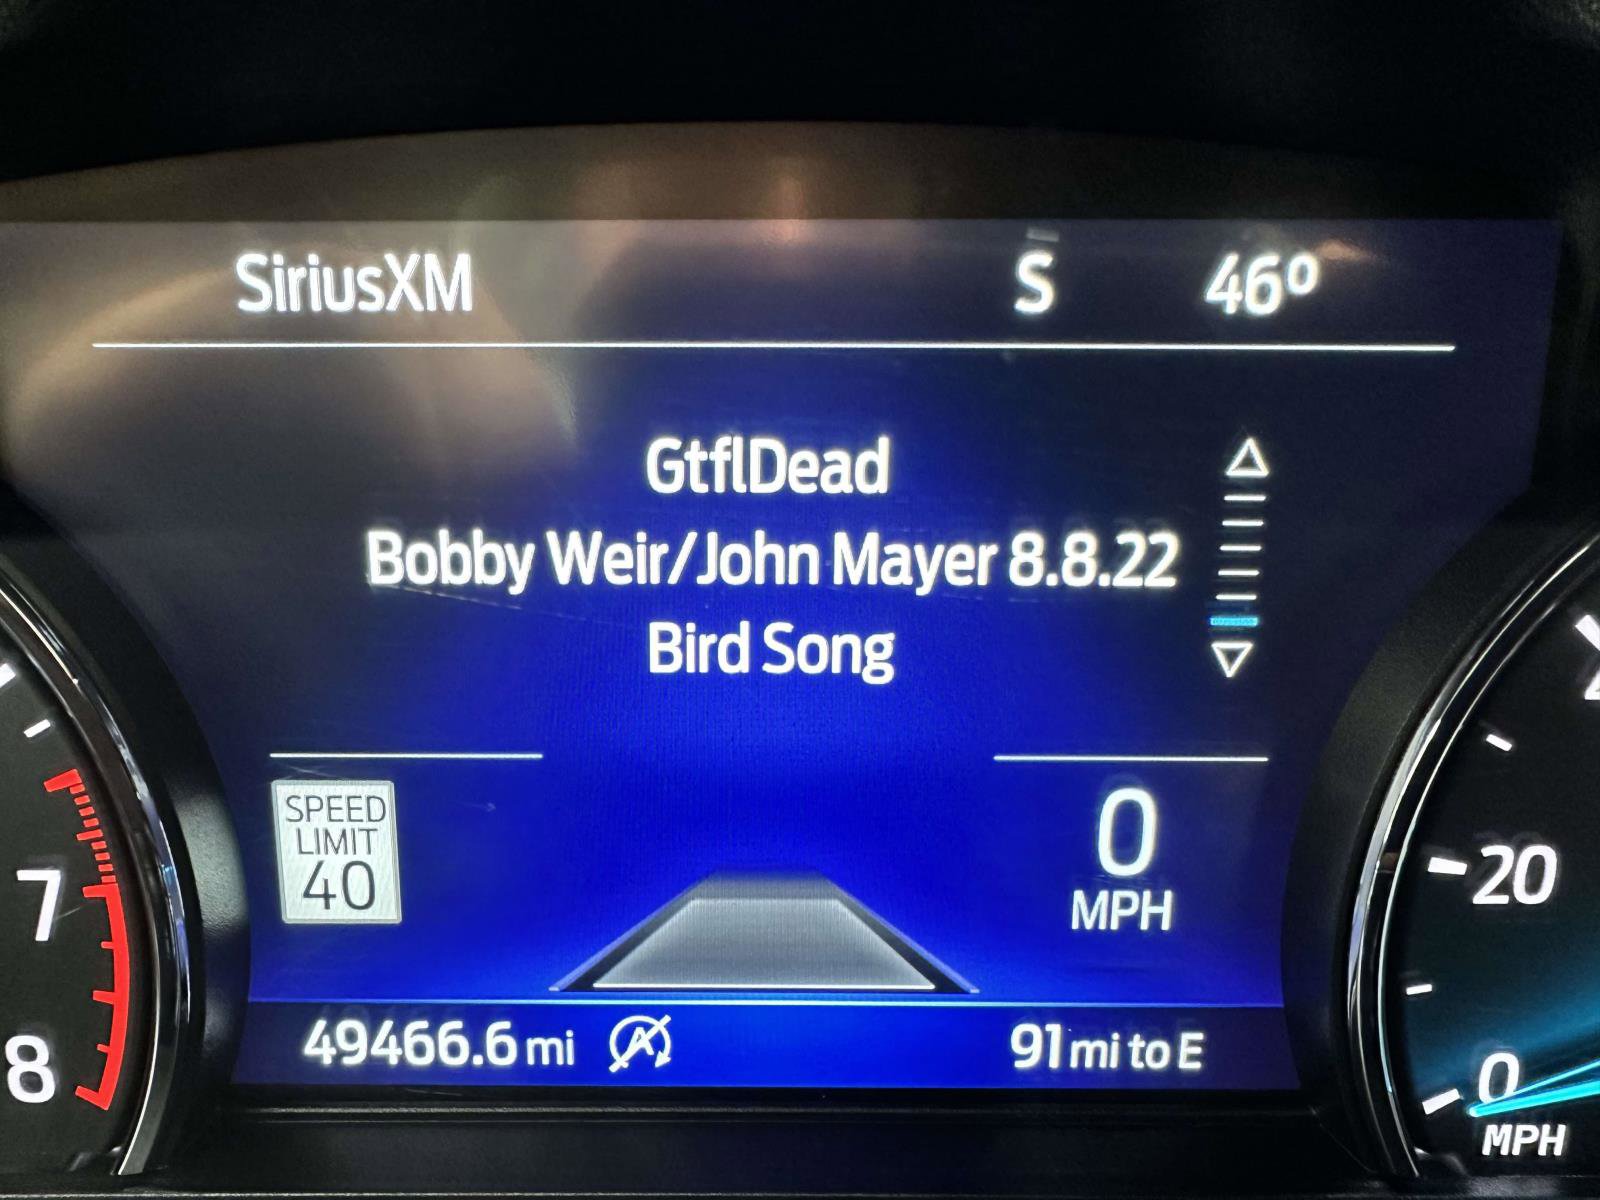 SiriusXM S 46º
GtflDead
Bobby Weir/John Mayer 8.8.22
Bird Song
SPEED
LIMIT
40
0
MPH
7
20
49466.6 mi A 91 mi to E
8
0
MPH